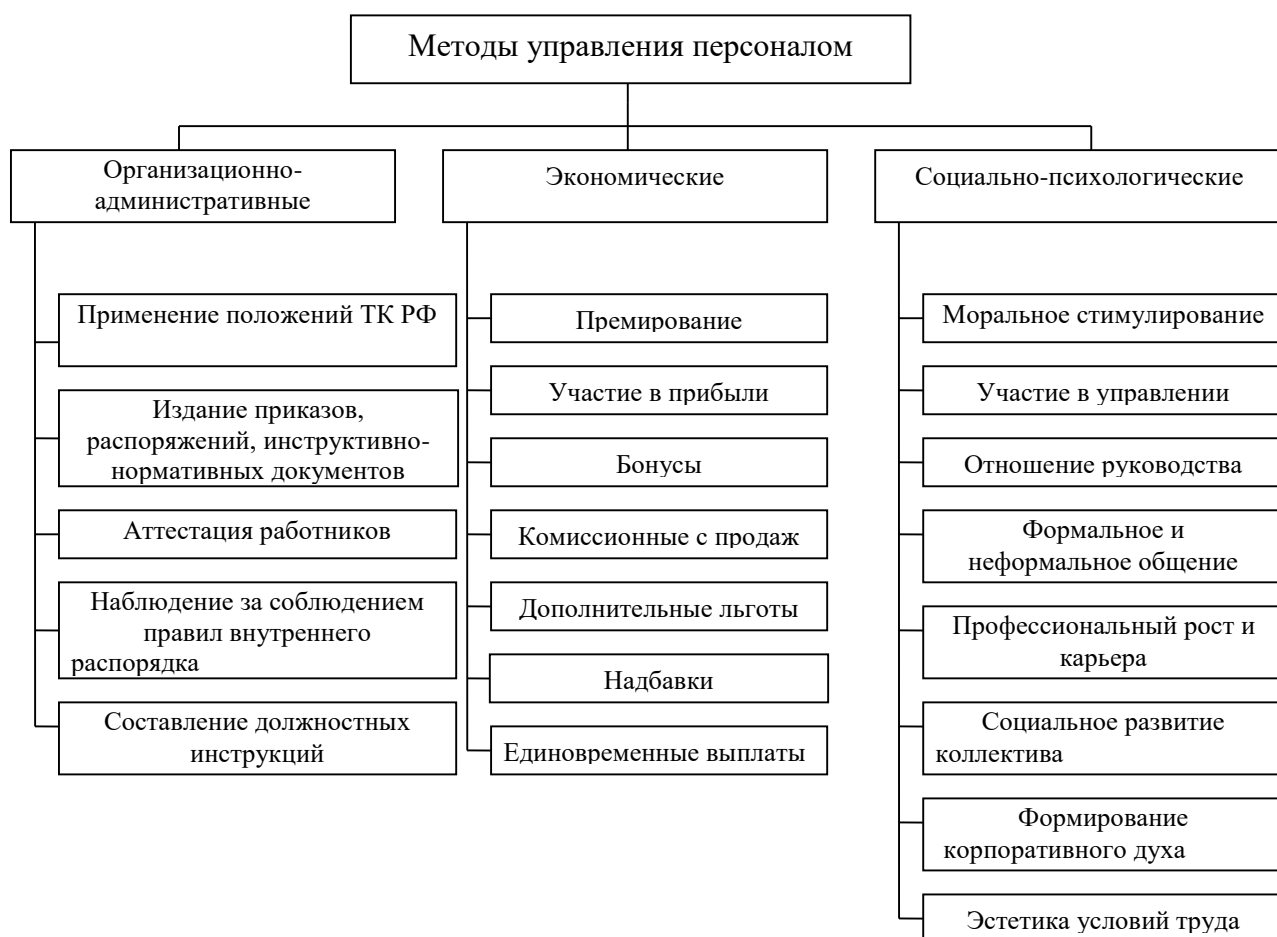 Методы управления персоналом
Организационно-
административные
Применение положений ТК РФ
Издание приказов,
распоряжений, инструктивно-
нормативных документов
Аттестация работников
Наблюдение за соблюдением
правил внутреннего
распорядка
Составление должностных
инструкций
Экономические
Премирование
Участие в прибыли
Бонусы
Комиссионные с продаж
Дополнительные льготы
Надбавки
Единовременные выплаты
Социально-психологические
Моральное стимулирование
Участие в управлении
Отношение руководства
Формальное и
неформальное общение
Профессиональный рост и
карьера
Социальное развитие
коллектива
Формирование
корпоративного духа
Эстетика условий труда